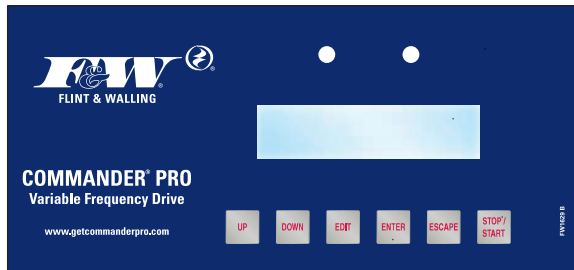 F&W®
FLINT & WALLING
COMMANDER® PRO
Variable Frequency Drive
www.getcommanderpro.com
UP
DOWN
EDIT
ENTER
ESCAPE
STOP*/
START
FW1629 B